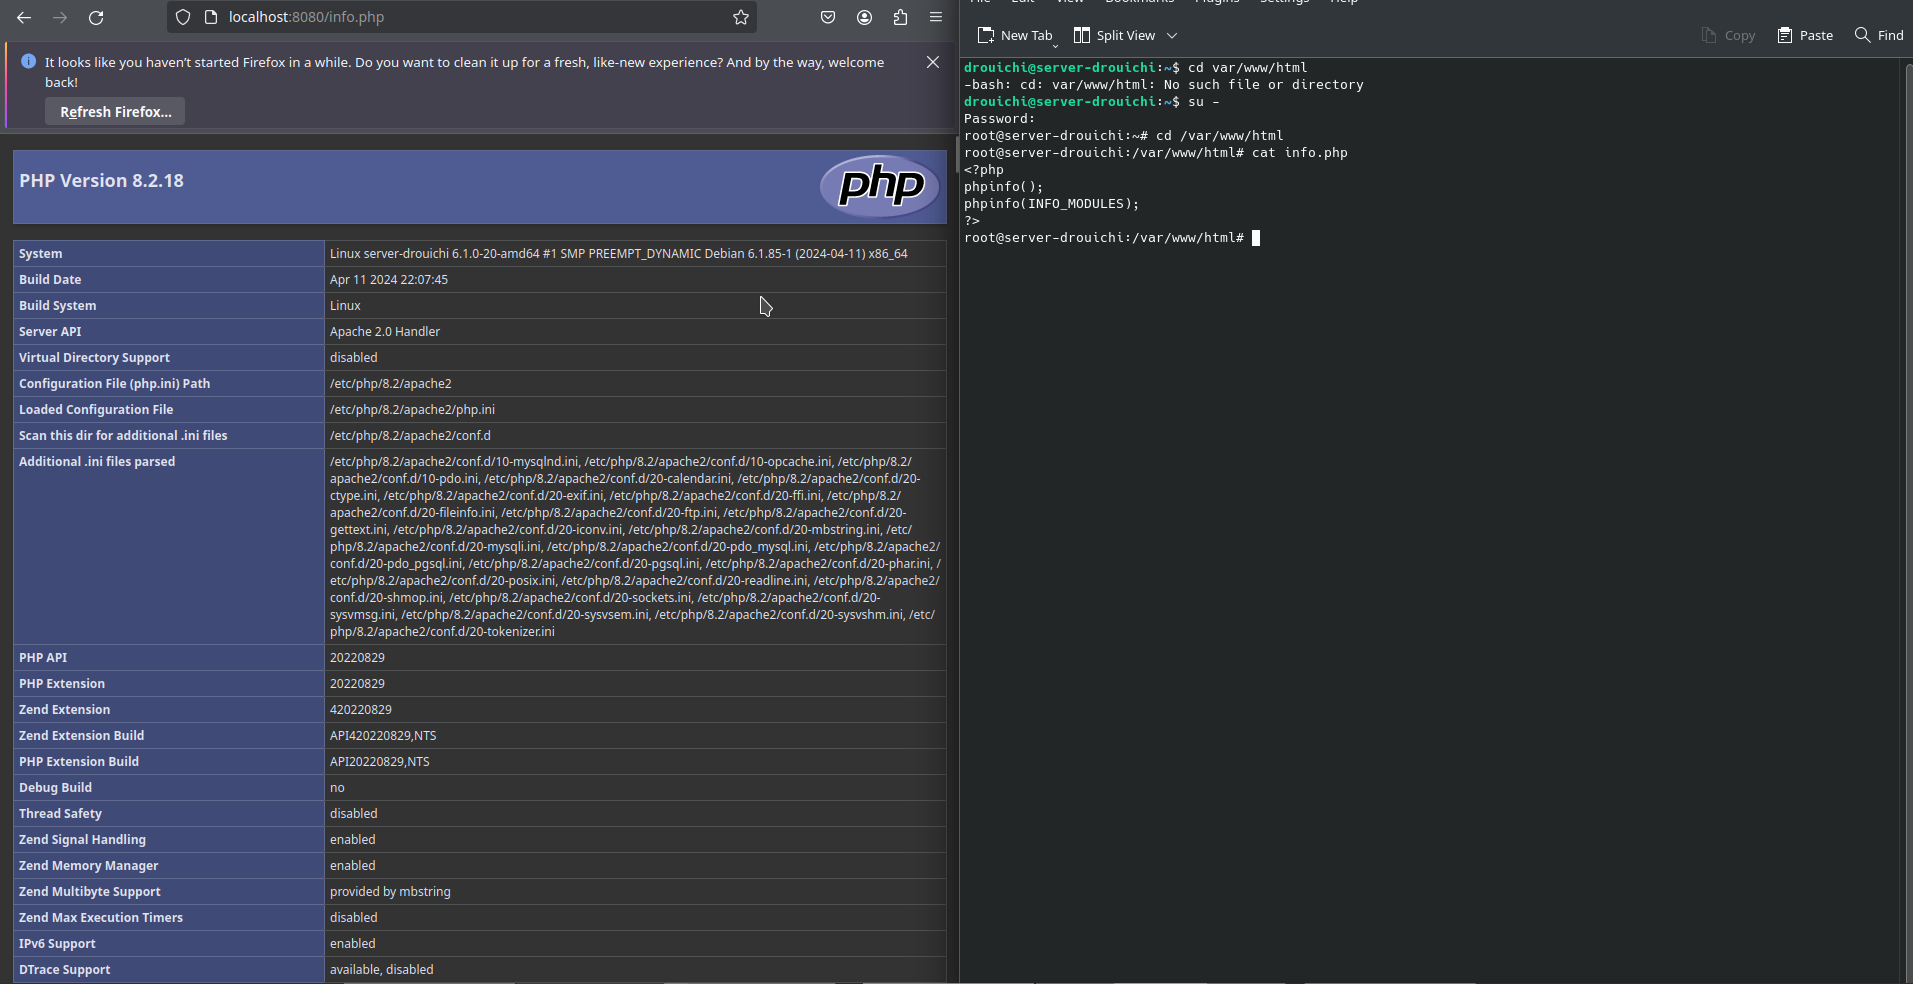 localhost:8080/info.php
It looks like you haven't started Firefox in a while. Do you want to clean it up for a fresh, like-new experience? And by the way, welcome
back!
Refresh Firefox...
PHP Version 8.2.18
php
System Linux server-drouichi 6.1.0-20-amd64 #1 SMP PREEMPT_DYNAMIC Debian 6.1.85-1 (2024-04-11) x86_64
Build Date Apr 11 2024 22:07:45
Build System Linux
Server API Apache 2.0 Handler
Virtual Directory Support disabled
Configuration File (php.ini) Path /etc/php/8.2/apache2
Loaded Configuration File /etc/php/8.2/apache2/php.ini
Scan this dir for additional .ini files /etc/php/8.2/apache2/conf.d
Additional .ini files parsed /etc/php/8.2/apache2/conf.d/10-mysqlnd.ini, /etc/php/8.2/apache2/conf.d/10-opcache.ini, /etc/php/8.2/
apache2/conf.d/10-pdo.ini, /etc/php/8.2/apache2/conf.d/20-calendar.ini, /etc/php/8.2/apache2/conf.d/20-
ctype.ini, /etc/php/8.2/apache2/conf.d/20-exif.ini, /etc/php/8.2/apache2/conf.d/20-ffi.ini, /etc/php/8.2/
apache2/conf.d/20-fileinfo.ini, /etc/php/8.2/apache2/conf.d/20-ftp.ini, /etc/php/8.2/apache2/conf.d/20-
gettext.ini, /etc/php/8.2/apache2/conf.d/20-iconv.ini, /etc/php/8.2/apache2/conf.d/20-mbstring.ini, /etc/
php/8.2/apache2/conf.d/20-mysqli.ini, /etc/php/8.2/apache2/conf.d/20-pdo_mysql.ini, /etc/php/8.2/apache2/
conf.d/20-pdo_pgsql.ini, /etc/php/8.2/apache2/conf.d/20-pgsql.ini, /etc/php/8.2/apache2/conf.d/20-phar.ini, /
etc/php/8.2/apache2/conf.d/20-posix.ini, /etc/php/8.2/apache2/conf.d/20-readline.ini, /etc/php/8.2/apache2/
conf.d/20-shmop.ini, /etc/php/8.2/apache2/conf.d/20-sockets.ini, /etc/php/8.2/apache2/conf.d/20-
sysvmsg.ini, /etc/php/8.2/apache2/conf.d/20-sysvsem.ini, /etc/php/8.2/apache2/conf.d/20-sysvshm.ini, /etc/
php/8.2/apache2/conf.d/20-tokenizer.ini
PHP API 20220829
PHP Extension 20220829
Zend Extension 420220829
Zend Extension Build API420220829,NTS
PHP Extension Build API20220829,NTS
Debug Build no
Thread Safety disabled
Zend Signal Handling enabled
Zend Memory Manager enabled
Zend Multibyte Support provided by mbstring
Zend Max Execution Timers disabled
IPv6 Support enabled
DTrace Support available, disabled
File Edit View Bookmarks Plugins Settings Help
New Tab Split View Copy Paste Find
drouichi@server-drouichi:~$ cd var/www/html
-bash: cd: var/www/html: No such file or directory
drouichi@server-drouichi:~$ su -
Password:
root@server-drouichi:~# cd /var/www/html
root@server-drouichi:/var/www/html# cat info.php
<?php
phpinfo();
phpinfo(INFO_MODULES);
?>
root@server-drouichi:/var/www/html#